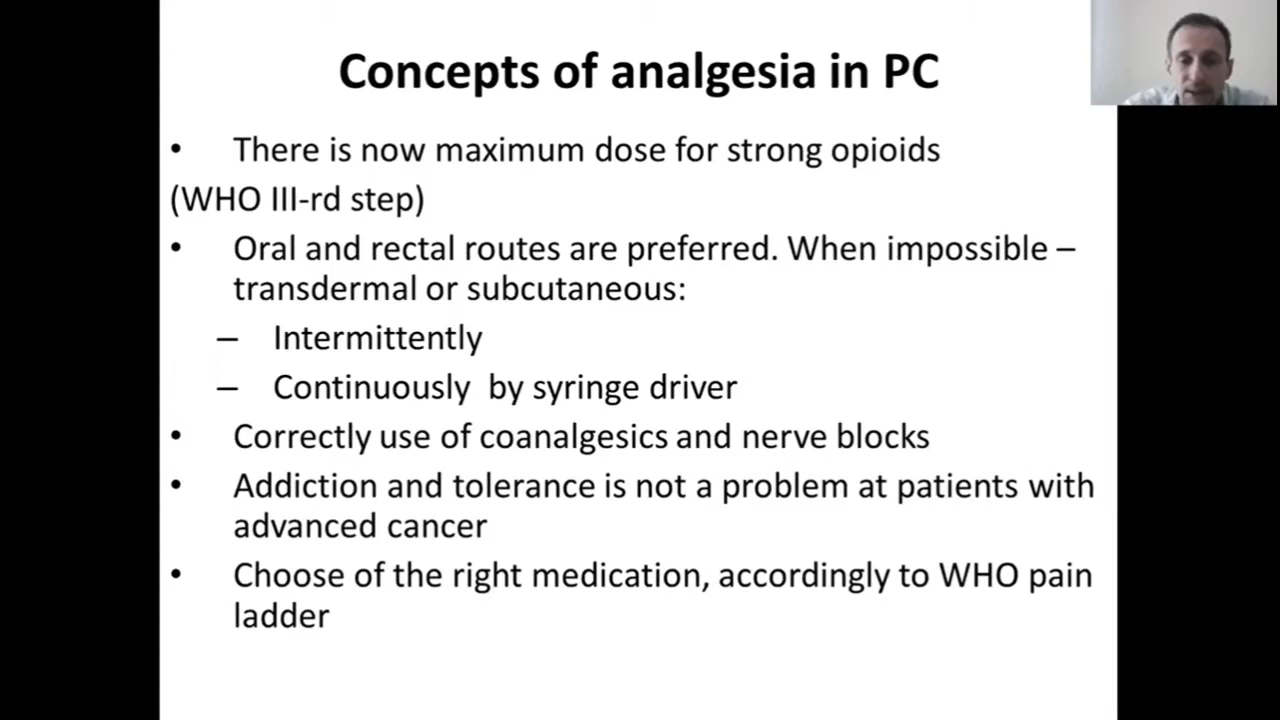 Concepts of analgesia in PC
• There is now maximum dose for strong opioids
(WHO III-rd step)
• Oral and rectal routes are preferred. When impossible –
transdermal or subcutaneous:
– Intermittently
– Continuously by syringe driver
• Correctly use of coanalgesics and nerve blocks
• Addiction and tolerance is not a problem at patients with
advanced cancer
• Choose of the right medication, accordingly to WHO pain
ladder